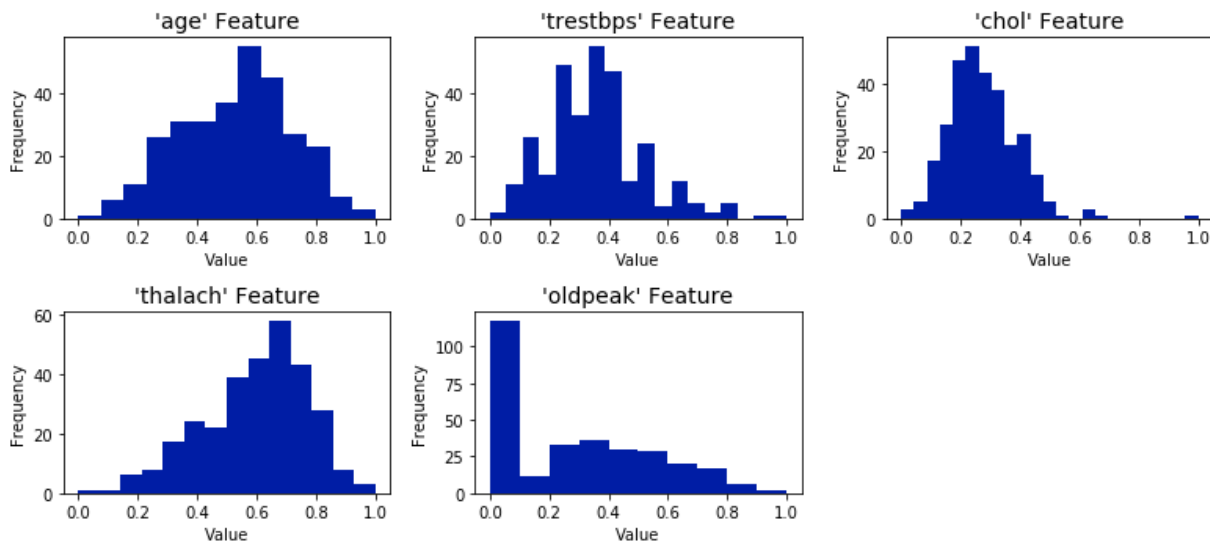 'age' Feature
Frequency
40
20
0
0.0 0.2 0.4 0.6 0.8 1.0
Value
'trestbps' Feature
Frequency
40
20
0
0.0 0.2 0.4 0.6 0.8 1.0
Value
'chol' Feature
Frequency
40
20
0
0.0 0.2 0.4 0.6 0.8 1.0
Value
'thalach' Feature
Frequency
60
40
20
0
0.0 0.2 0.4 0.6 0.8 1.0
Value
'oldpeak' Feature
Frequency
100
75
50
25
0
0.0 0.2 0.4 0.6 0.8 1.0
Value